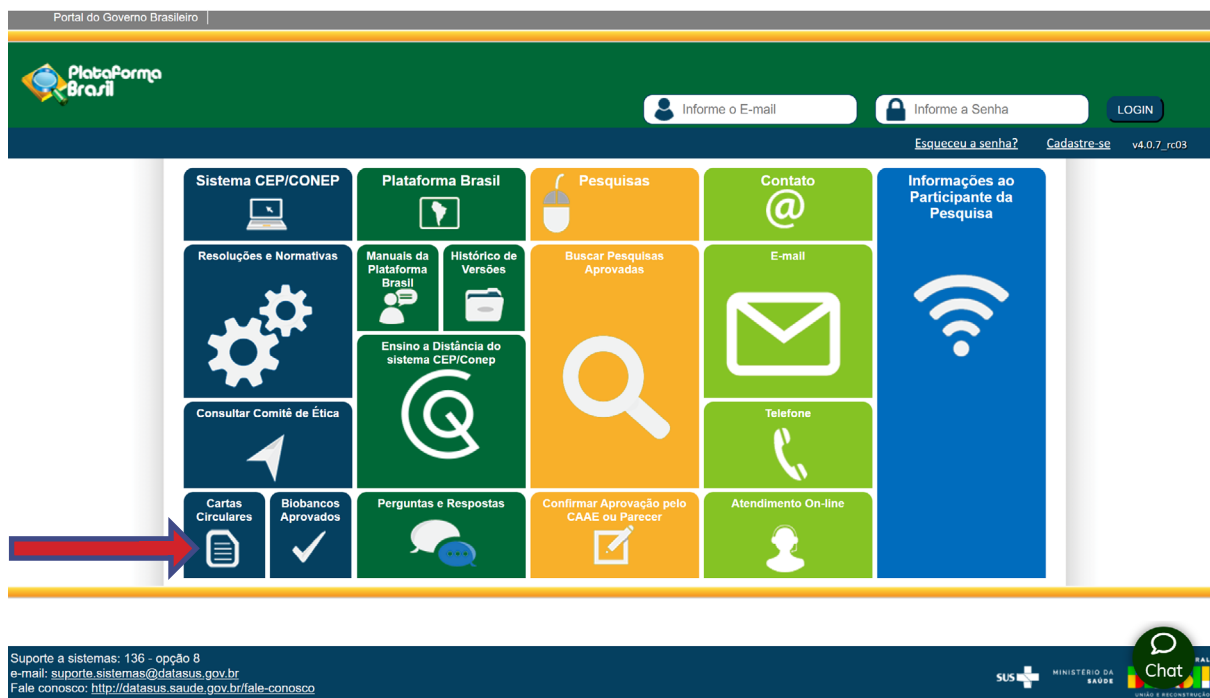 Portal do Governo Brasileiro
Plataforma
Brasil
Informe o E-mail
Informe a Senha
LOGIN
Esqueceu a senha?
Cadastre-se
v4.0.7_rc03
Sistema CEP/CONEP
Plataforma Brasil
Pesquisas
Contato
Informações ao
Participante da
Pesquisa
Resoluções e Normativas
Manuais da
Plataforma
Brasil
Histórico de
Versões
Buscar Pesquisas
Aprovadas
E-mail
Ensino a Distância do
sistema CEP/Conep
Consultar Comitê de Ética
Telefone
Cartas
Circulares
Biobancos
Aprovados
Perguntas e Respostas
Confirmar Aprovação pelo
CAAE ou Parecer
Atendimento On-line
Suporte a sistemas: 136 - opção 8
e-mail: suporte.sistemas@datasus.gov.br
Fale conosco: http://datasus.saude.gov.br/fale-conosco
SUS
MINISTÉRIO DA
SAÚDE
Chat
RAL
UNIÃO E RECONSTRUÇÃO